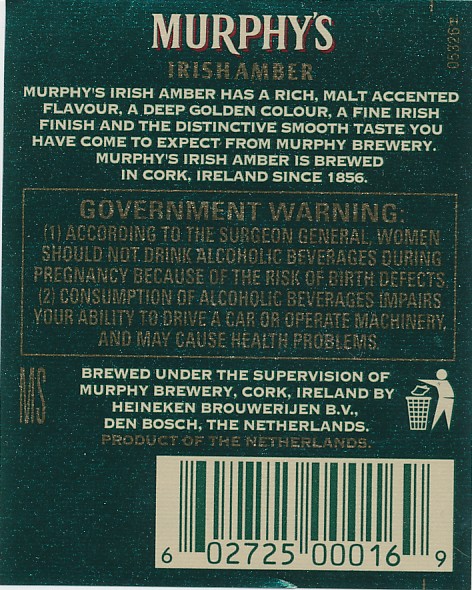 MURPHY'S
IRISH AMBER
MURPHY'S IRISH AMBER HAS A RICH, MALT ACCENTED
FLAVOUR, A DEEP GOLDEN COLOUR, A FINE IRISH
FINISH AND THE DISTINCTIVE SMOOTH TASTE YOU
HAVE COME TO EXPECT FROM MURPHY BREWERY.
MURPHY'S IRISH AMBER IS BREWED
IN CORK, IRELAND SINCE 1856.
GOVERNMENT WARNING:
(1) ACCORDING TO THE SURGEON GENERAL, WOMEN
SHOULD NOT DRINK ALCOHOLIC BEVERAGES DURING
PREGNANCY BECAUSE OF THE RISK OF BIRTH DEFECTS.
(2) CONSUMPTION OF ALCOHOLIC BEVERAGES IMPAIRS
YOUR ABILITY TO DRIVE A CAR OR OPERATE MACHINERY,
AND MAY CAUSE HEALTH PROBLEMS.
MS
BREWED UNDER THE SUPERVISION OF
MURPHY BREWERY, CORK, IRELAND BY
HEINEKEN BROUWERIJEN B.V.,
DEN BOSCH, THE NETHERLANDS.
PRODUCT OF THE NETHERLANDS.
6 02725 00016 9